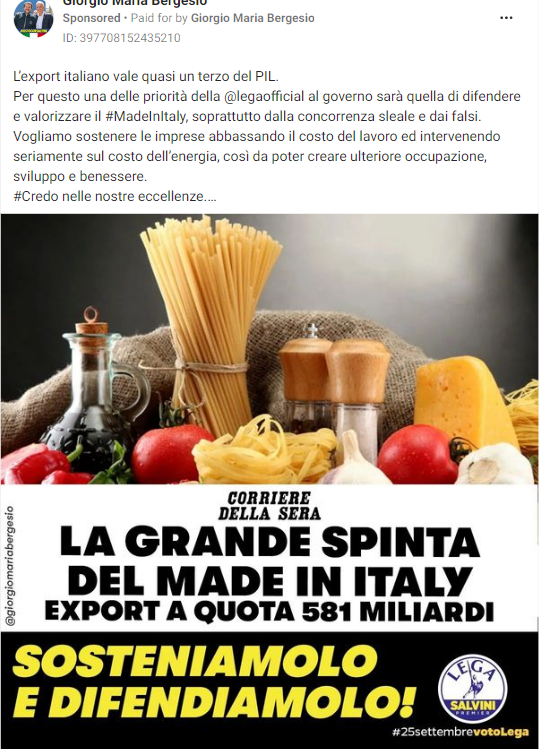 Giorgio Maria Bergesio
Sponsored • Paid for by Giorgio Maria Bergesio
ID: 397708152435210
L'export italiano vale quasi un terzo del PIL.
Per questo una delle priorità della @legaofficial al governo sarà quella di difendere
e valorizzare il #MadeInItaly, soprattutto dalla concorrenza sleale e dai falsi.
Vogliamo sostenere le imprese abbassando il costo del lavoro ed intervenendo
seriamente sul costo dell'energia, così da poter creare ulteriore occupazione,
sviluppo e benessere.
#Credo nelle nostre eccellenze....
CORRIERE
DELLA SERA
LA GRANDE SPINTA
DEL MADE IN ITALY
EXPORT A QUOTA 581 MILIARDI
@giorgiomariabergesio
SOSTENIAMOLO
E DIFENDIAMOLO!
LEGA
SALVINI
PREMIER
#25settembrevotoLega